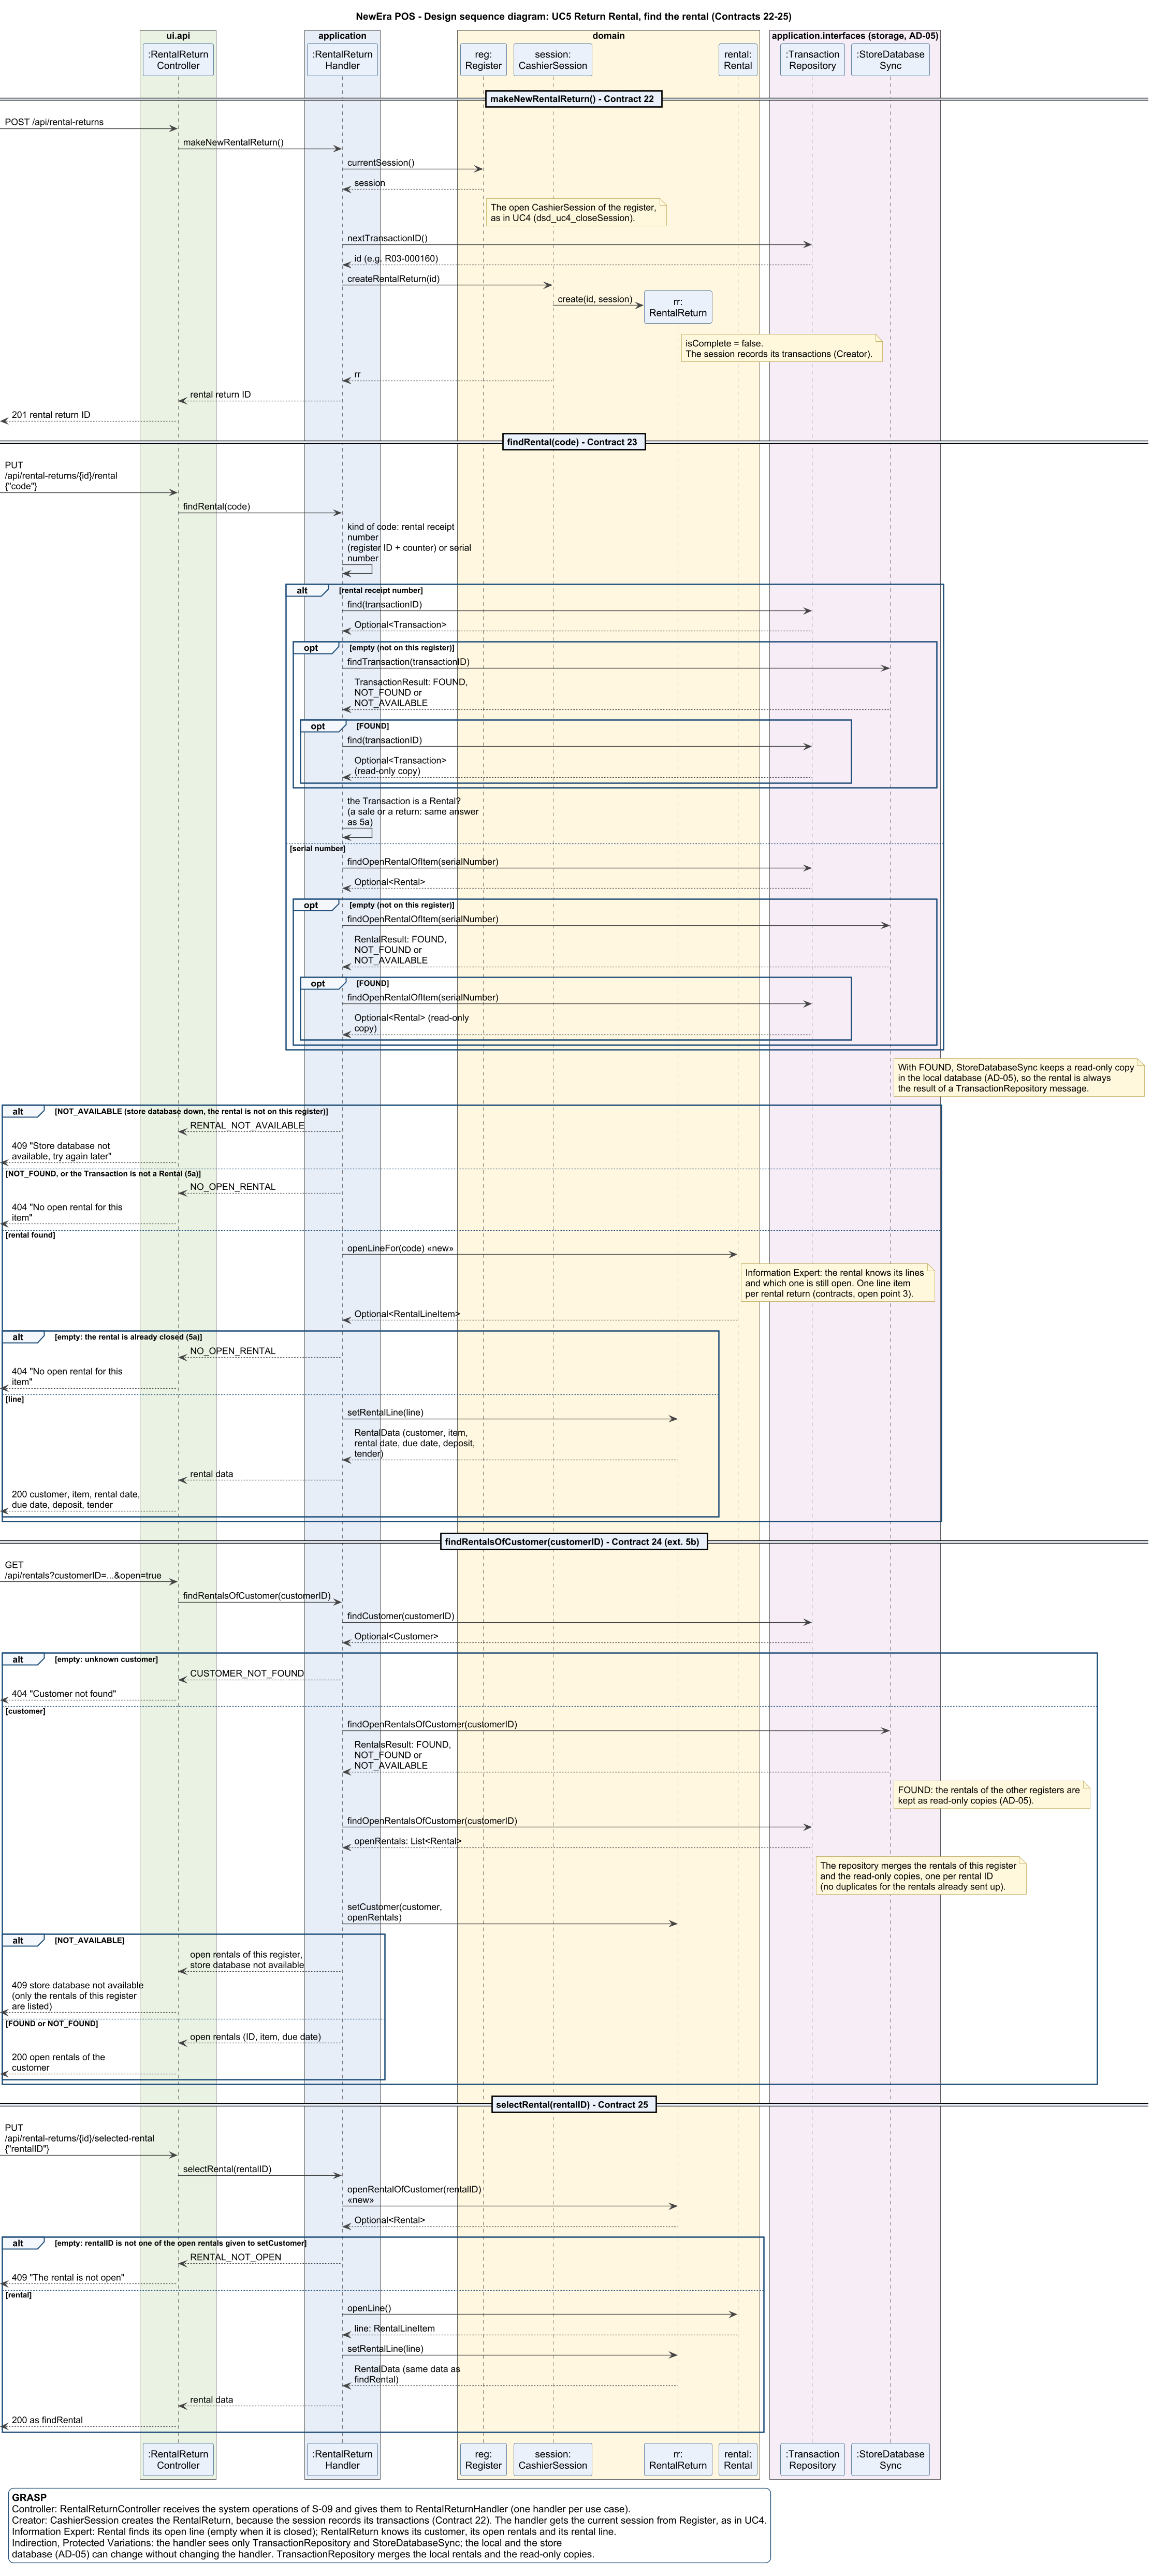 NewEra POS - Design sequence diagram: UC5 Return Rental, find the rental (Contracts 22-25)
ui.api
application
domain
application.interfaces (storage, AD-05)
:RentalReturn
Controller
:RentalReturn
Handler
reg:
Register
session:
CashierSession
rental:
Rental
:Transaction
Repository
:StoreDatabase
Sync
makeNewRentalReturn() - Contract 22
POST /api/rental-returns
makeNewRentalReturn()
currentSession()
session
The open CashierSession of the register,
as in UC4 (dsd_uc4_closeSession).
nextTransactionID()
id (e.g. R03-000160)
createRentalReturn(id)
create(id, session)
rr:
RentalReturn
isComplete = false.
The session records its transactions (Creator).
rr
rental return ID
201 rental return ID
findRental(code) - Contract 23
PUT
/api/rental-returns/{id}/rental
{"code"}
findRental(code)
kind of code: rental receipt
number
(register ID + counter) or serial
number
alt
[rental receipt number]
find(transactionID)
Optional<Transaction>
opt
[empty (not on this register)]
findTransaction(transactionID)
TransactionResult: FOUND,
NOT_FOUND or
NOT_AVAILABLE
opt
[FOUND]
find(transactionID)
Optional<Transaction>
(read-only copy)
the Transaction is a Rental?
(a sale or a return: same answer
as 5a)
[serial number]
findOpenRentalOfItem(serialNumber)
Optional<Rental>
opt
[empty (not on this register)]
findOpenRentalOfItem(serialNumber)
RentalResult: FOUND,
NOT_FOUND or
NOT_AVAILABLE
opt
[FOUND]
findOpenRentalOfItem(serialNumber)
Optional<Rental> (read-only
copy)
With FOUND, StoreDatabaseSync keeps a read-only copy
in the local database (AD-05), so the rental is always
the result of a TransactionRepository message.
alt
[NOT_AVAILABLE (store database down, the rental is not on this register)]
RENTAL_NOT_AVAILABLE
409 "Store database not
available, try again later"
[NOT_FOUND, or the Transaction is not a Rental (5a)]
NO_OPEN_RENTAL
404 "No open rental for this
item"
[rental found]
openLineFor(code) «new»
Information Expert: the rental knows its lines
and which one is still open. One line item
per rental return (contracts, open point 3).
Optional<RentalLineItem>
alt
[empty: the rental is already closed (5a)]
NO_OPEN_RENTAL
404 "No open rental for this
item"
[line]
setRentalLine(line)
RentalData (customer, item,
rental date, due date, deposit,
tender)
rental data
200 customer, item, rental date,
due date, deposit, tender
findRentalsOfCustomer(customerID) - Contract 24 (ext. 5b)
GET
/api/rentals?customerID=...&open=true
findRentalsOfCustomer(customerID)
findCustomer(customerID)
Optional<Customer>
alt
[empty: unknown customer]
CUSTOMER_NOT_FOUND
404 "Customer not found"
[customer]
findOpenRentalsOfCustomer(customerID)
RentalsResult: FOUND,
NOT_FOUND or
NOT_AVAILABLE
FOUND: the rentals of the other registers are
kept as read-only copies (AD-05).
findOpenRentalsOfCustomer(customerID)
openRentals: List<Rental>
The repository merges the rentals of this register
and the read-only copies, one per rental ID
(no duplicates for the rentals already sent up).
setCustomer(customer,
openRentals)
alt
[NOT_AVAILABLE]
open rentals of this register,
store database not available
409 store database not available
(only the rentals of this register
are listed)
[FOUND or NOT_FOUND]
open rentals (ID, item, due date)
200 open rentals of the
customer
selectRental(rentalID) - Contract 25
PUT
/api/rental-returns/{id}/selected-rental
{"rentalID"}
selectRental(rentalID)
openRentalOfCustomer(rentalID)
«new»
Optional<Rental>
alt
[empty: rentalID is not one of the open rentals given to setCustomer]
RENTAL_NOT_OPEN
409 "The rental is not open"
[rental]
openLine()
line: RentalLineItem
setRentalLine(line)
RentalData (same data as
findRental)
rental data
200 as findRental
:RentalReturn
Controller
:RentalReturn
Handler
reg:
Register
session:
CashierSession
rr:
RentalReturn
rental:
Rental
:Transaction
Repository
:StoreDatabase
Sync
GRASP
Controller: RentalReturnController receives the system operations of S-09 and gives them to RentalReturnHandler (one handler per use case).
Creator: CashierSession creates the RentalReturn, because the session records its transactions (Contract 22). The handler gets the current session from Register, as in UC4.
Information Expert: Rental finds its open line (empty when it is closed); RentalReturn knows its customer, its open rentals and its rental line.
Indirection, Protected Variations: the handler sees only TransactionRepository and StoreDatabaseSync; the local and the store
database (AD-05) can change without changing the handler. TransactionRepository merges the local rentals and the read-only copies.